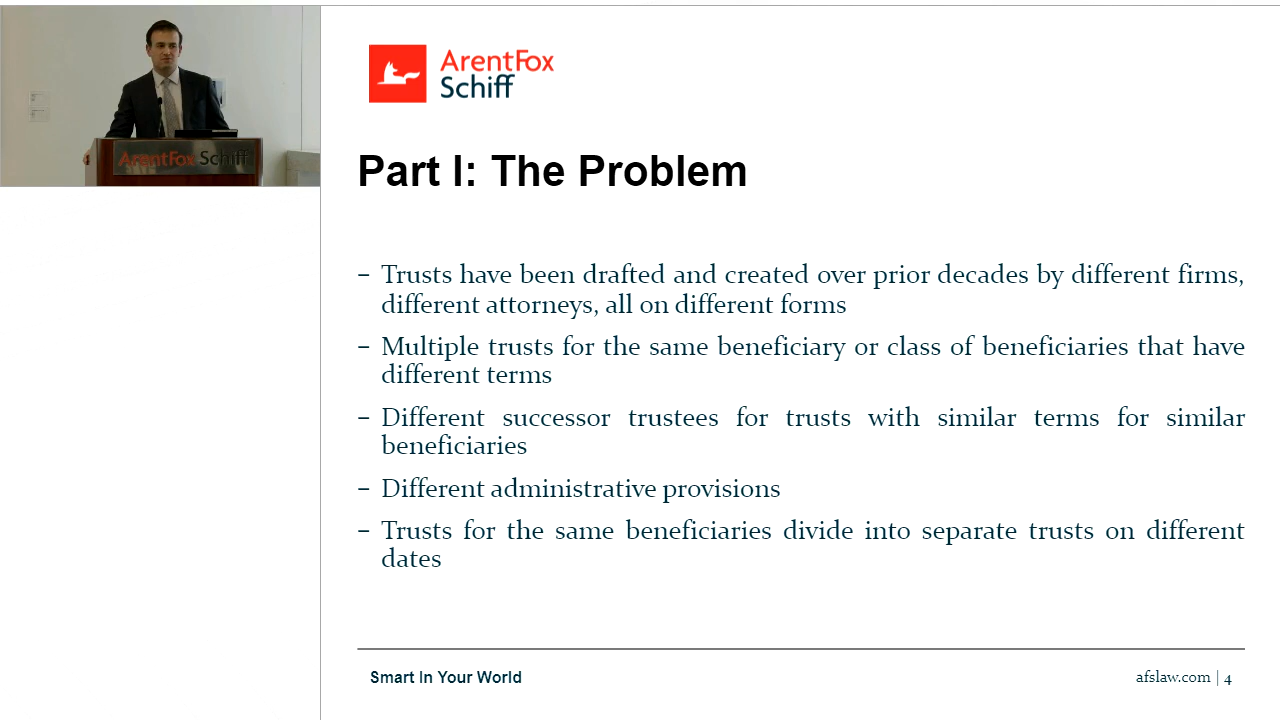 ArentFox Schiff
ArentFox
Schiff
Part I: The Problem
– Trusts have been drafted and created over prior decades by different firms,
different attorneys, all on different forms
– Multiple trusts for the same beneficiary or class of beneficiaries that have
different terms
– Different successor trustees for trusts with similar terms for similar
beneficiaries
– Different administrative provisions
– Trusts for the same beneficiaries divide into separate trusts on different
dates
Smart In Your World
afslaw.com | 4